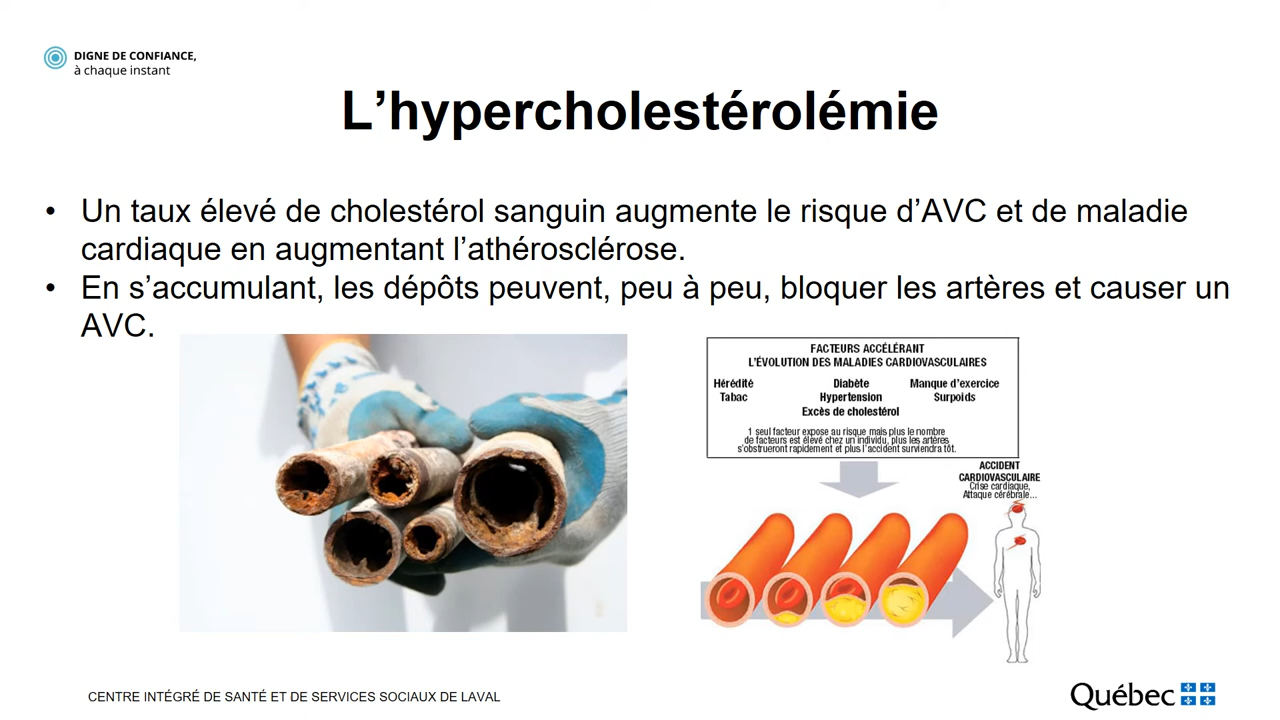 DIGNE DE CONFIANCE,
à chaque instant
L’hypercholestérolémie
• Un taux élevé de cholestérol sanguin augmente le risque d’AVC et de maladie
cardiaque en augmentant l’athérosclérose.
• En s’accumulant, les dépôts peuvent, peu à peu, bloquer les artères et causer un
AVC.
FACTEURS ACCÉLÉRANT
L’ÉVOLUTION DES MALADIES CARDIOVASCULAIRES
Hérédité Diabète Manque d’exercice
Tabac Hypertension Surpoids
Excès de cholestérol
1 seul facteur expose au risque mais plus le nombre
de facteurs est élevé chez un individu, plus les artères
s’obstrueront rapidement et plus l’accident surviendra tôt.
ACCIDENT
CARDIOVASCULAIRE
Crise cardiaque,
Attaque cérébrale...
CENTRE INTÉGRÉ DE SANTÉ ET DE SERVICES SOCIAUX DE LAVAL
Québec